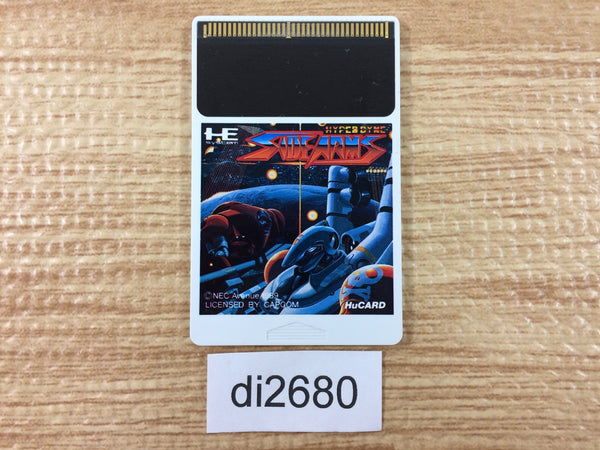 HYPER DYNE
SIDE ARMS
HE
©NEC Avenue 1989
LICENSED BY CAPCOM
HuCARD
di2680